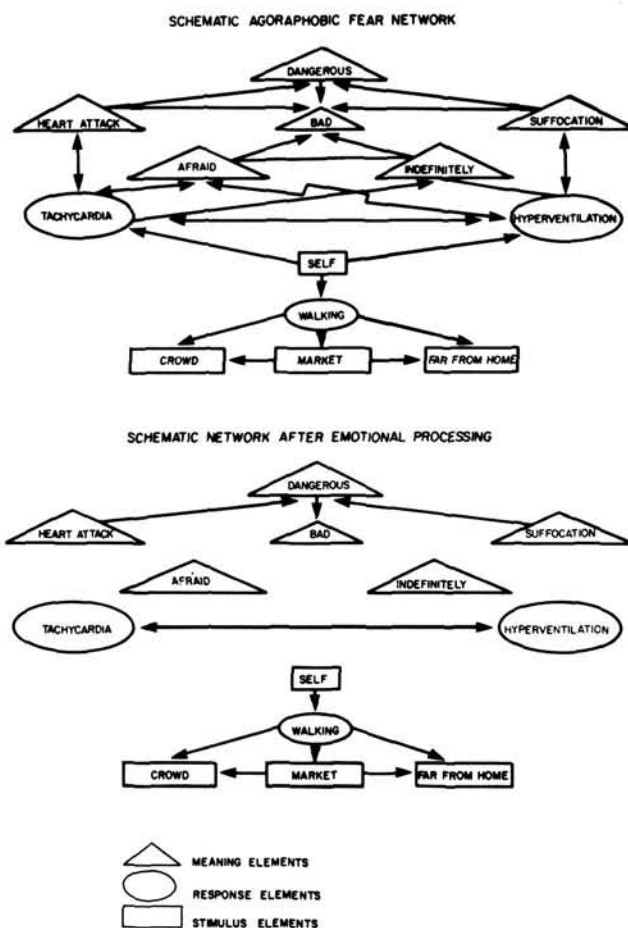 SCHEMATIC AGORAPHOBIC FEAR NETWORK
DANGEROUS
HEART ATTACK
BAD
SUFFOCATION
AFRAID
INDEFINITELY
TACHYCARDIA
HYPERVENTILATION
SELF
WALKING
CROWD
MARKET
FAR FROM HOME
SCHEMATIC NETWORK AFTER EMOTIONAL PROCESSING
DANGEROUS
HEART ATTACK
BAD
SUFFOCATION
AFRAID
INDEFINITELY
TACHYCARDIA
HYPERVENTILATION
SELF
WALKING
CROWD
MARKET
FAR FROM HOME
MEANING ELEMENTS
RESPONSE ELEMENTS
STIMULUS ELEMENTS